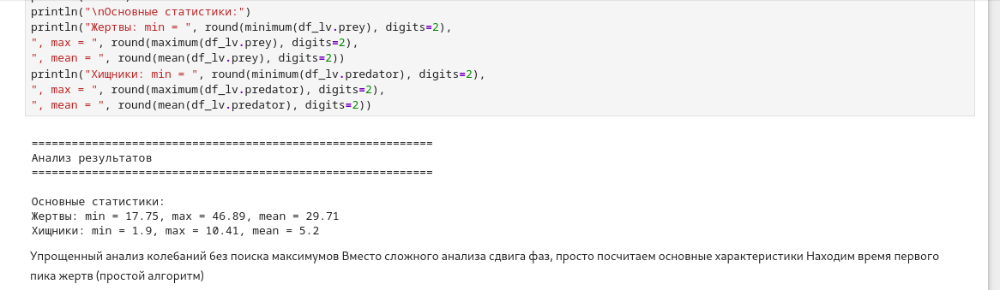 println("\nОсновные статистики:")
println("Жертвы: min = ", round(minimum(df_lv.prey), digits=2),
", max = ", round(maximum(df_lv.prey), digits=2),
", mean = ", round(mean(df_lv.prey), digits=2))
println("Хищники: min = ", round(minimum(df_lv.predator), digits=2),
", max = ", round(maximum(df_lv.predator), digits=2),
", mean = ", round(mean(df_lv.predator), digits=2))
============================================================
Анализ результатов
============================================================
Основные статистики:
Жертвы: min = 17.75, max = 46.89, mean = 29.71
Хищники: min = 1.9, max = 10.41, mean = 5.2
Упрощенный анализ колебаний без поиска максимумов Вместо сложного анализа сдвига фаз, просто посчитаем основные характеристики Находим время первого
пика жертв (простой алгоритм)